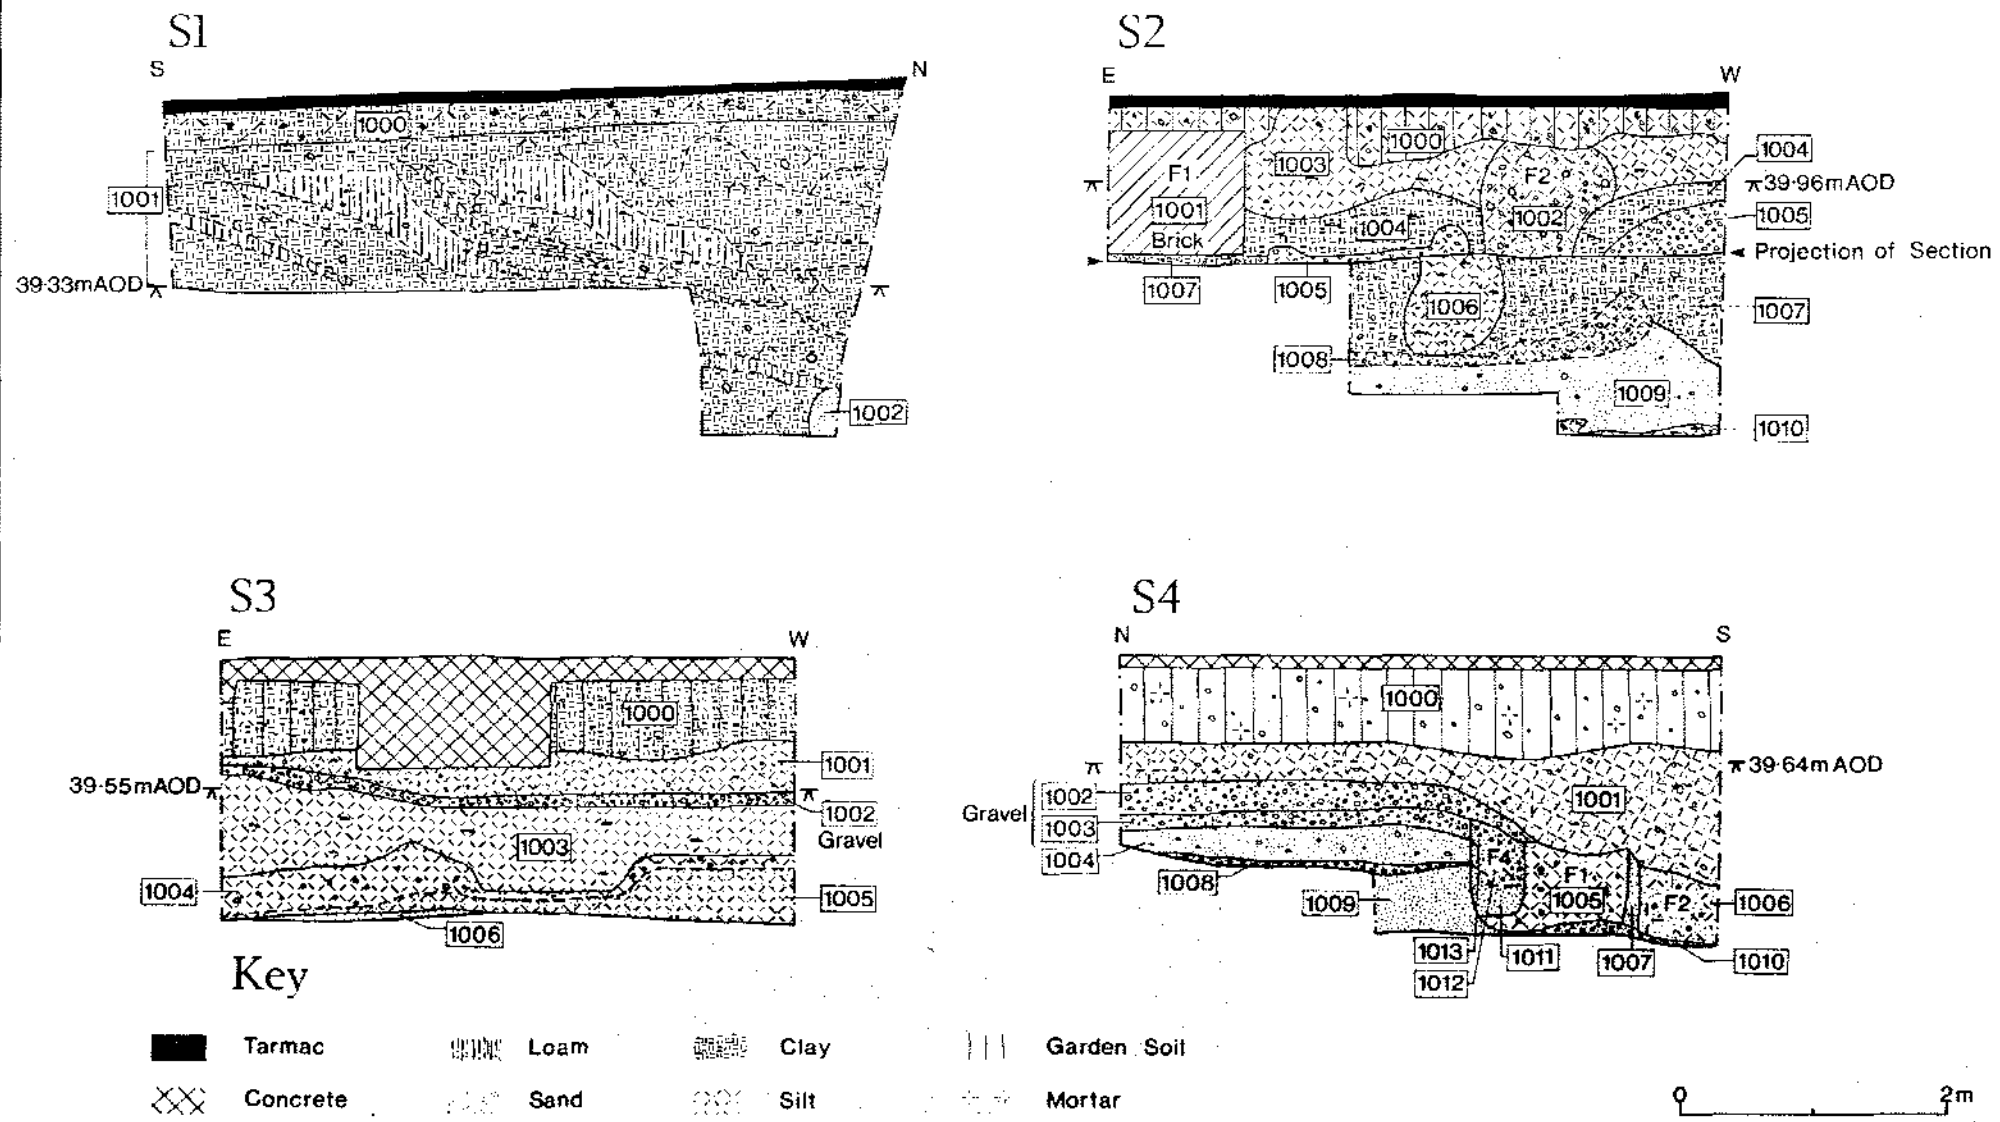 S1
S N
1000
1001
39·33mAOD
1002
S2
E W
1000
1003
1004
F1
F2
39·96mAOD
1001
1002
1005
1004
Brick
Projection of Section
1007
1005
1006
1007
1008
1009
1010
S3
E W
1000
1001
39·55mAOD
1002
Gravel
1003
1004
1005
1006
S4
N S
1000
39·64mAOD
1002
1001
Gravel
1003
1004
F4
F1
1008
1009
1005
F2
1006
1013
1011
1007
1010
1012
Key
Tarmac Loam Clay Garden Soil
Concrete Sand Silt Mortar
0 2m